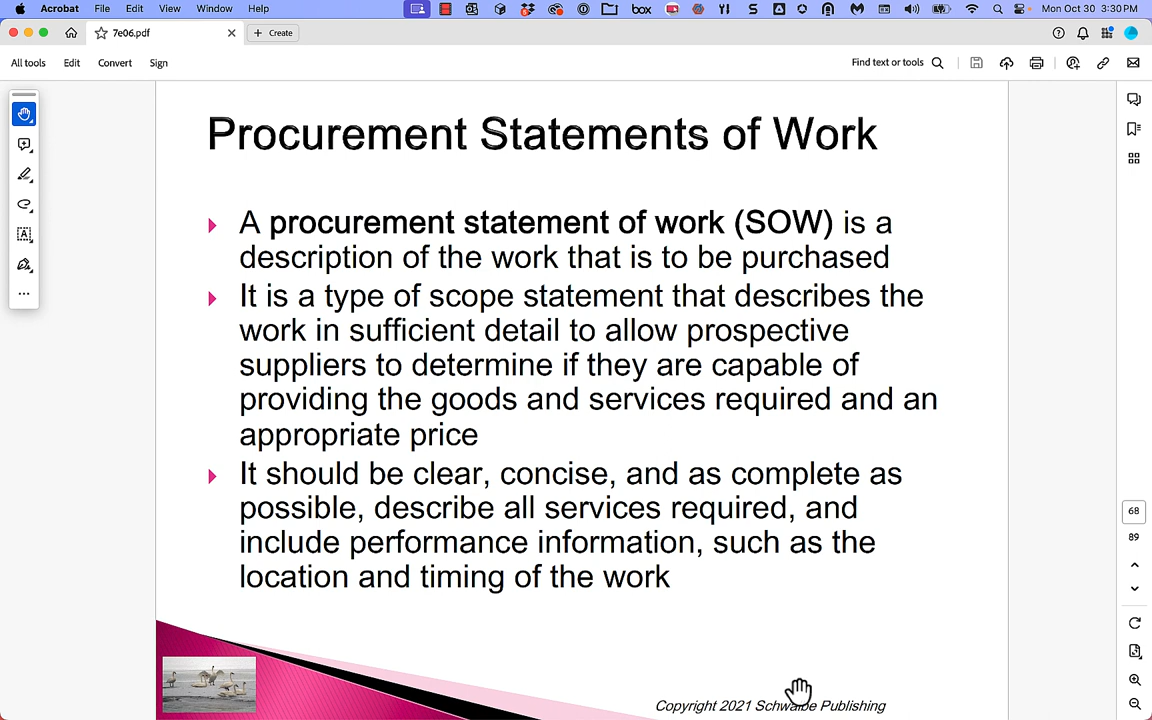 Acrobat File Edit View Window Help box Mon Oct 30 3:30 PM
7e06.pdf + Create
All tools Edit Convert Sign Find text or tools
Procurement Statements of Work
A procurement statement of work (SOW) is a
description of the work that is to be purchased
It is a type of scope statement that describes the
work in sufficient detail to allow prospective
suppliers to determine if they are capable of
providing the goods and services required and an
appropriate price
It should be clear, concise, and as complete as
possible, describe all services required, and
include performance information, such as the
location and timing of the work
68
89
Copyright 2021 Schwalbe Publishing